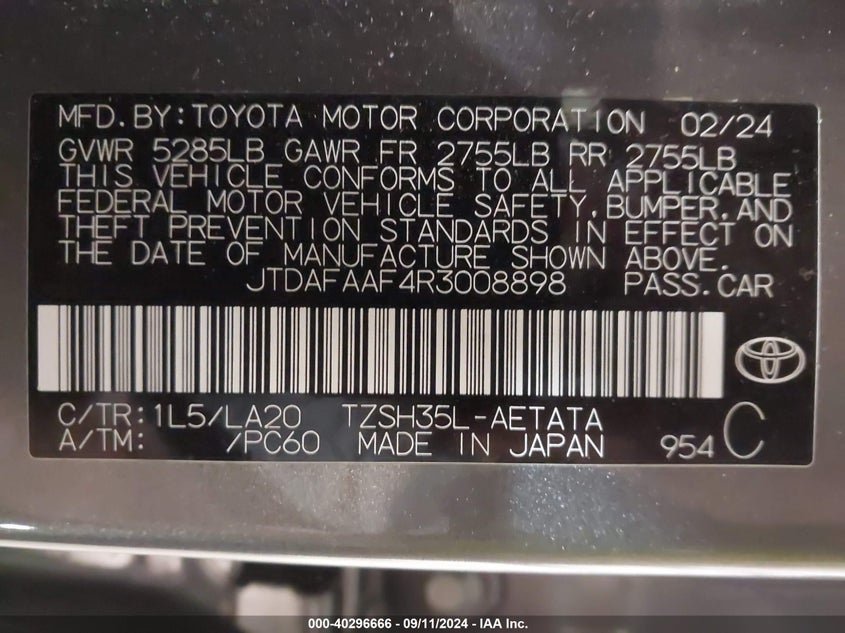 MFD.BY:TOYOTA MOTOR CORPORATION 02/24
GVWR 5285LB GAWR FR 2755LB RR 2755LB
THIS VEHICLE CONFORMS TO ALL APPLICABLE
FEDERAL MOTOR VEHICLE SAFETY,BUMPER,AND
THEFT PREVENTION STANDARDS IN EFFECT ON
THE DATE OF MANUFACTURE SHOWN ABOVE.
JTDAFAAF4R3008898 PASS.CAR
C/TR:1L5/LA20 TZSH35L-AETATA
A/TM: /PC60 MADE IN JAPAN 954 C
000-40296666 - 09/11/2024 - IAA Inc.